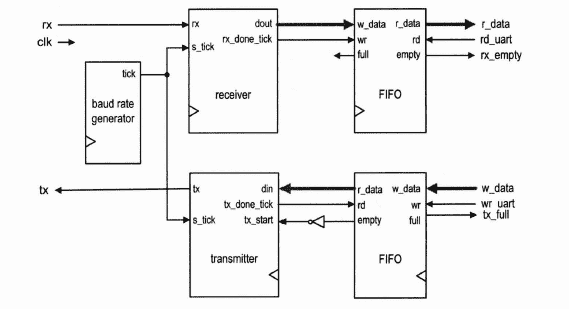 rx
clk
tick
baud rate
generator
rx
dout
s_tick
rx_done_tick
receiver
w_data
r_data
wr
rd
full
empty
FIFO
r_data
rd_uart
rx_empty
tx
tx
din
tx_done_tick
s_tick
tx_start
transmitter
r_data
w_data
rd
wr
empty
full
FIFO
w_data
wr_uart
tx_full